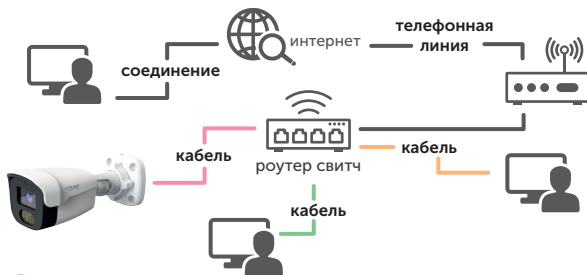 интернет
телефонная
линия
соединение
кабель
роутер свитч
кабель
кабель